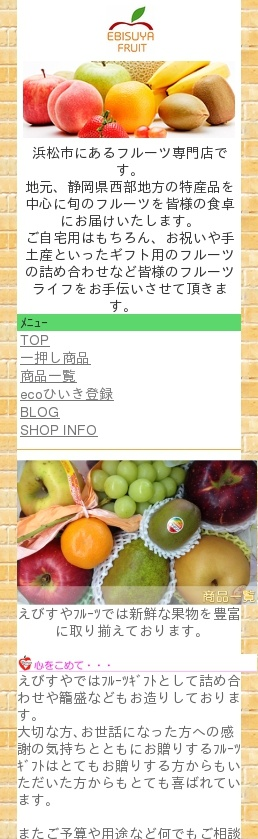 EBISUYA
FRUIT
浜松市にあるフルーツ専門店で
す。
地元、静岡県西部地方の特産品を
中心に旬のフルーツを皆様の食卓
にお届けいたします。
ご自宅用はもちろん、お祝いや手
土産といったギフト用のフルーツ
の詰め合わせなど皆様のフルーツ
ライフをお手伝いさせて頂きま
す。
ﾒﾆｭｰ
TOP
一押し商品
商品一覧
ecoひいき登録
BLOG
SHOP INFO
商品一覧
えびすやﾌﾙｰﾂでは新鮮な果物を豊富
に取り揃えております。
心をこめて・・・
えびすやではﾌﾙｰﾂｷﾞﾌﾄとして詰め合
わせや籠盛などもお造りしておりま
す。
大切な方､お世話になった方への感
謝の気持ちとともにお贈りするﾌﾙｰﾂ
ｷﾞﾌﾄはとてもお贈りする方からもい
ただいた方からもとても喜ばれてい
ます。
またご予算や用途など何でもご相談